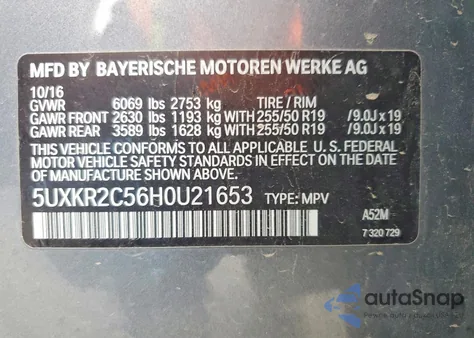 MFD BY BAYERISCHE MOTOREN WERKE AG
10/16
GVWR 6069 lbs 2753 kg TIRE / RIM
GAWR FRONT 2630 lbs 1193 kg WITH 255/50 R19 /9.0J x 19
GAWR REAR 3589 lbs 1628 kg WITH 255/50 R19 /9.0J x 19
THIS VEHICLE CONFORMS TO ALL APPLICABLE U. S. FEDERAL
MOTOR VEHICLE SAFETY STANDARDS IN EFFECT ON THE DATE
OF MANUFACTURE SHOWN ABOVE.
5UXKR2C56H0U21653 TYPE: MPV
A52M
7 320 729
autoSnap